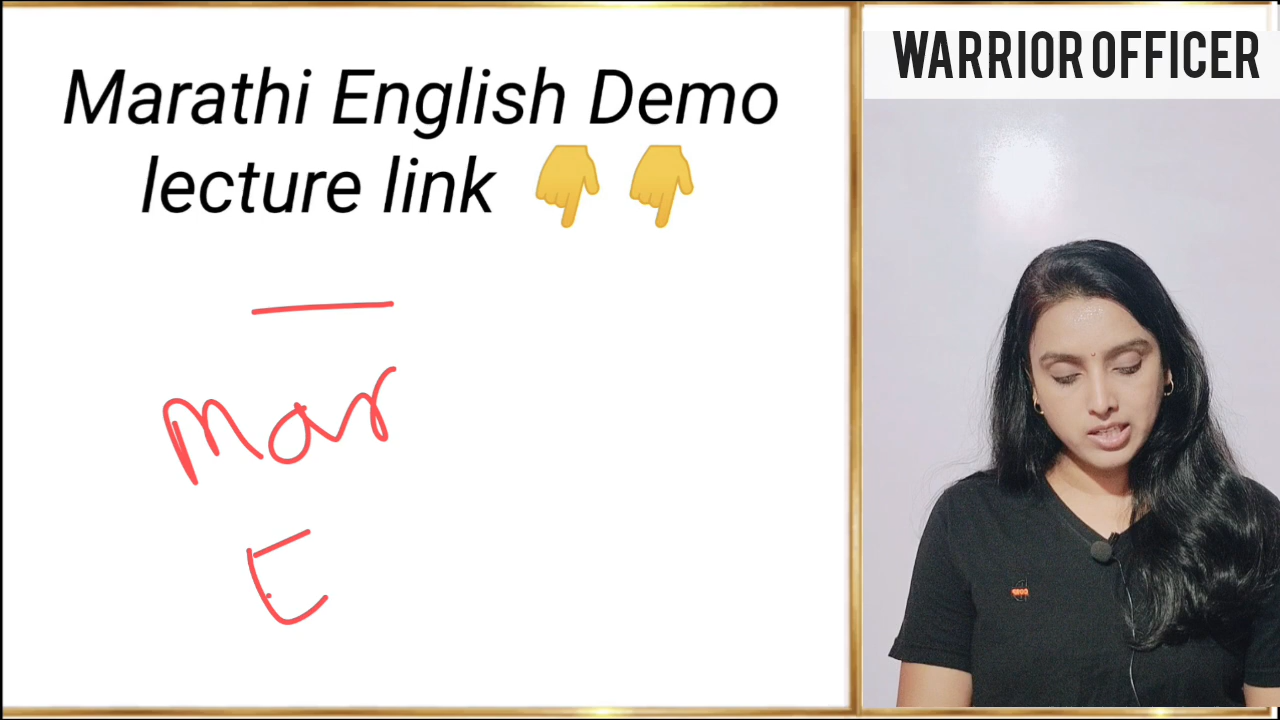 Marathi English Demo
lecture link 👇 👇
WARRIOR OFFICER
Mar
E